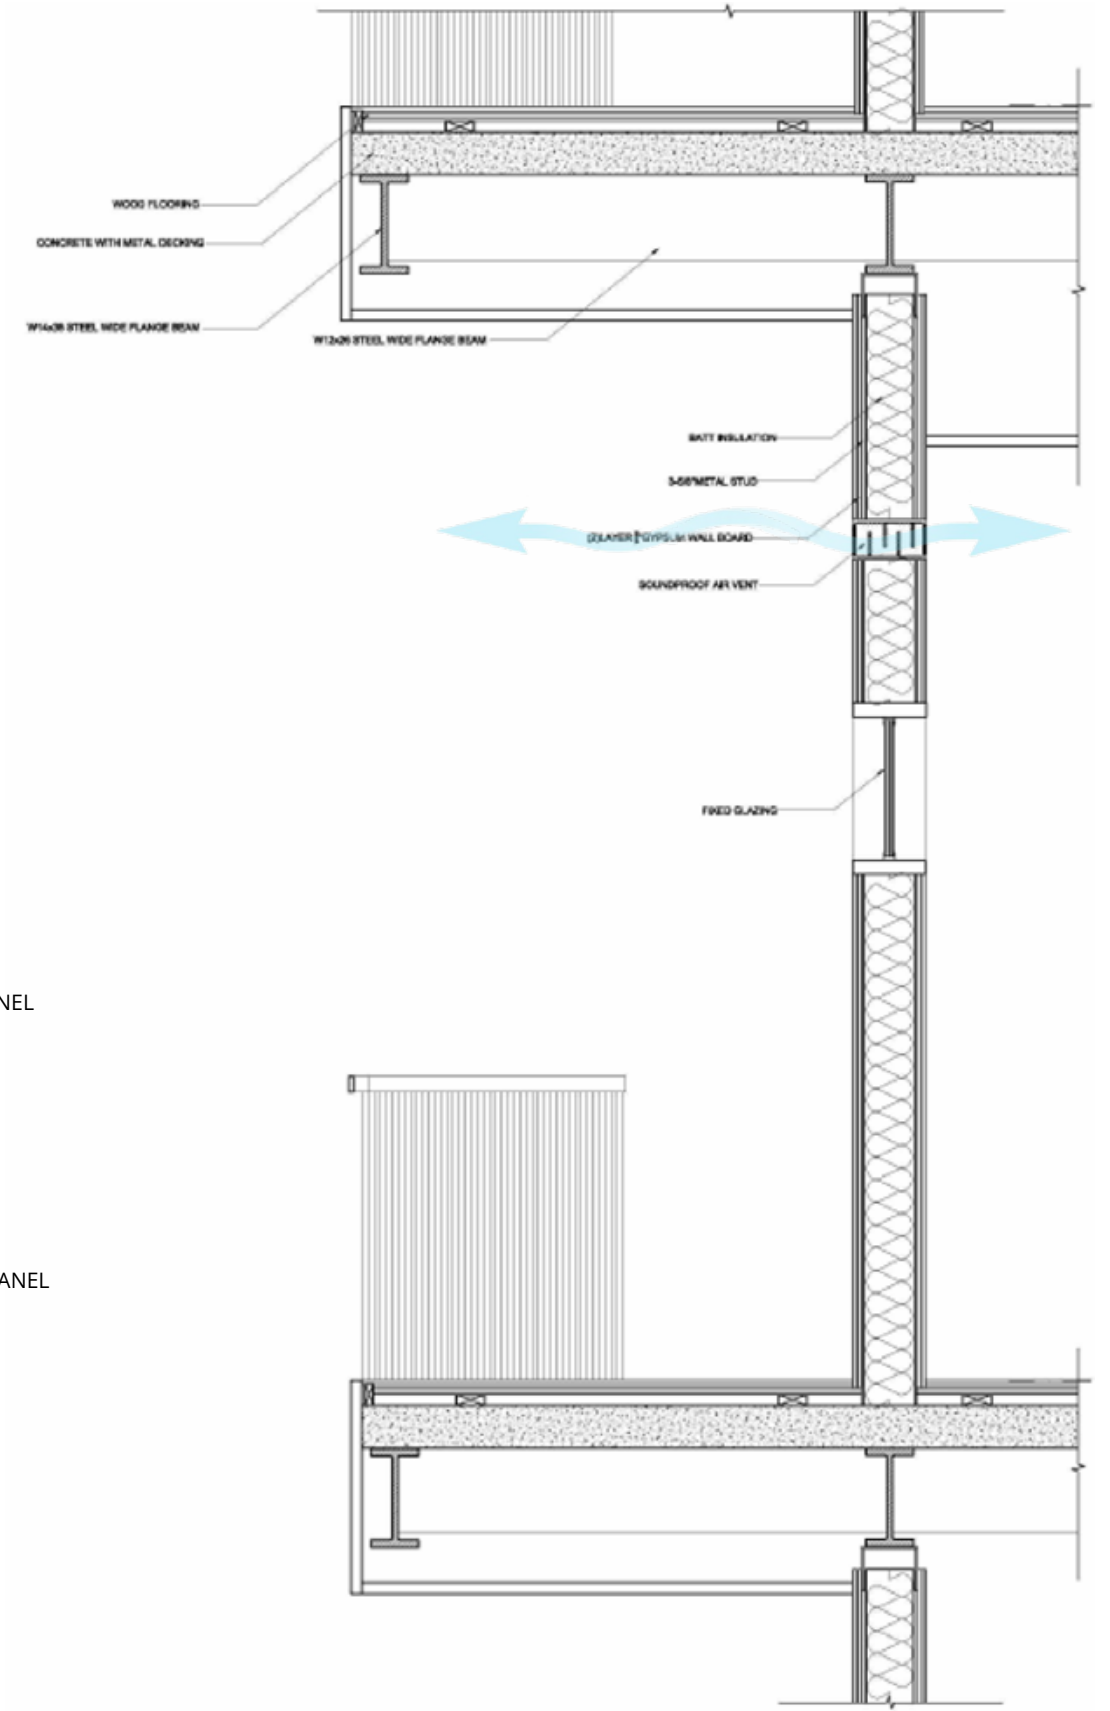 WOOD FLOORING
CONCRETE WITH METAL DECKING
W14x38 STEEL WIDE FLANGE BEAM
W12x26 STEEL WIDE FLANGE BEAM
BATT INSULATION
3-5/8"METAL STUD
(2)LAYER GYPSUM WALL BOARD
SOUNDPROOF AIR VENT
FIXED GLAZING
NEL
ANEL